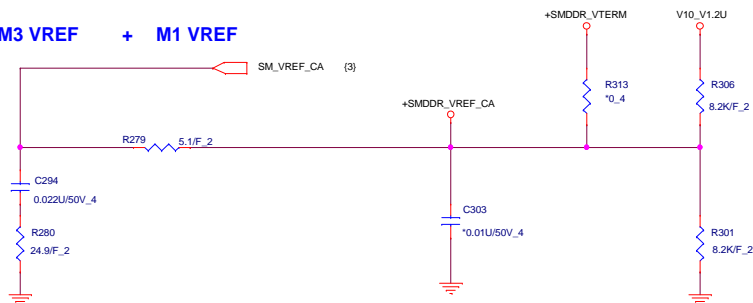 +SMDDR_VTERM V10_V1.2U
M3 VREF + M1 VREF
SM_VREF_CA {3}
R313
*0_4
R306
8.2K/F_2
+SMDDR_VREF_CA
R279 5.1/F_2
C294
0.022U/50V_4
C303
*0.01U/50V_4
R280
24.9/F_2
R301
8.2K/F_2